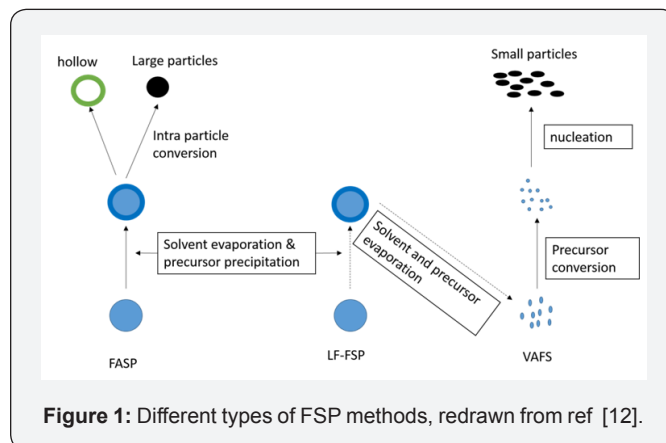 hollow
Large particles
Small particles
Intra particle
conversion
nucleation
Solvent evaporation &
precursor precipitation
Solvent and precursor
evaporation
Precursor
conversion
FASP
LF-FSP
VAFS
Figure 1: Different types of FSP methods, redrawn from ref [12].